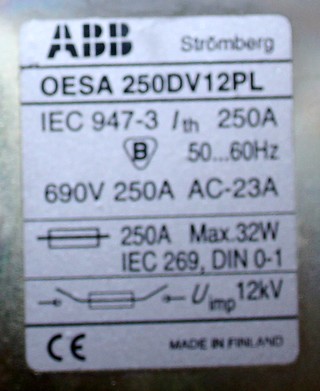 ABB Strömberg
OESA 250DV12PL
IEC 947-3 Ith 250A
B 50...60Hz
690V 250A AC-23A
250A Max.32W
IEC 269, DIN 0-1
Uimp 12kV
CE MADE IN FINLAND